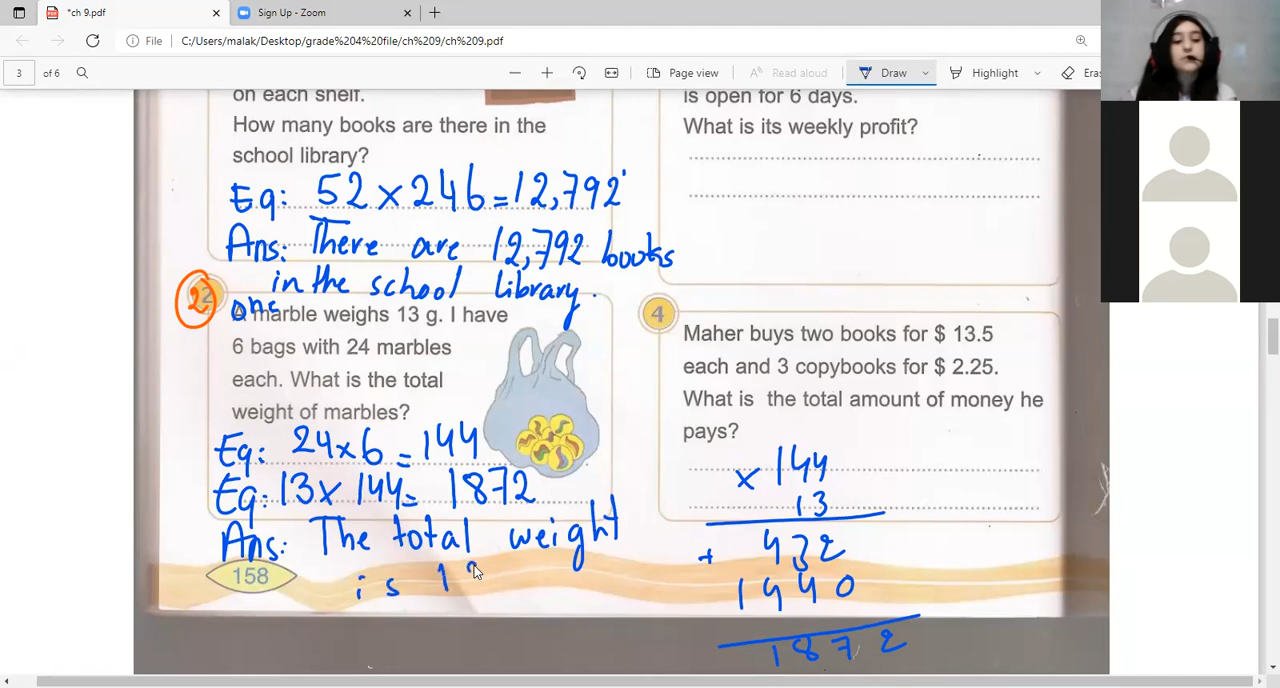 *ch 9.pdf
Sign Up - Zoom
File
C:/Users/malak/Desktop/grade%204%20file/ch%209/ch%209.pdf
3 of 6
Page view
Read aloud
Draw
Highlight
Eras
on each shelf.
How many books are there in the
school library?
Eq: 52 × 246 = 12,792
Ans: There are 12,792 books
in the school library.
is open for 6 days.
What is its weekly profit?
2
one
A marble weighs 13 g. I have
6 bags with 24 marbles
each. What is the total
weight of marbles?
Eq: 24 × 6 = 144
Eq: 13 × 144 = 1872
Ans: The total weight
is 1
158
4
Maher buys two books for $ 13.5
each and 3 copybooks for $ 2.25.
What is the total amount of money he
pays?
× 144
13
+ 432
1440
1872